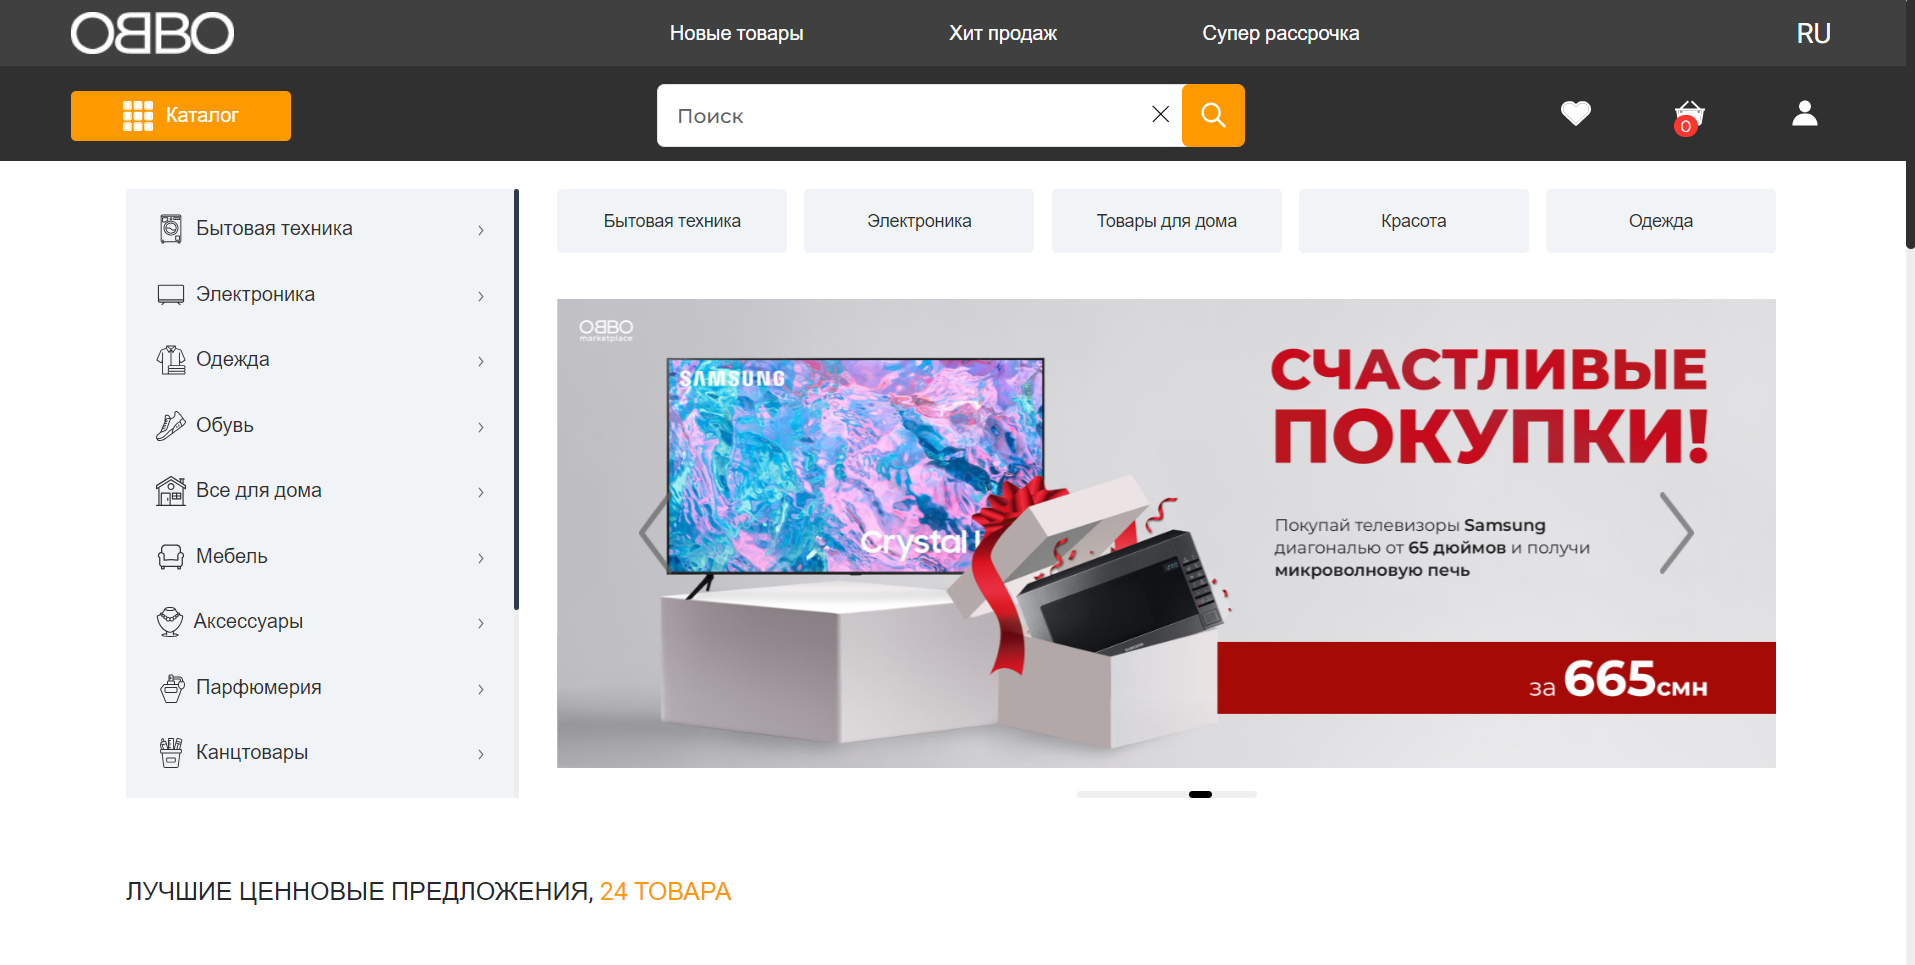 OBBO
Новые товары
Хит продаж
Супер рассрочка
RU
Каталог
Поиск
0
Бытовая техника
Электроника
Одежда
Обувь
Все для дома
Мебель
Аксессуары
Парфюмерия
Канцтовары
Бытовая техника
Электроника
Товары для дома
Красота
Одежда
OBBO
marketplace
SAMSUNG
Crystal
СЧАСТЛИВЫЕ
ПОКУПКИ!
Покупай телевизоры Samsung
диагональю от 65 дюймов и получи
микроволновую печь
за 665смн
ЛУЧШИЕ ЦЕННОВЫЕ ПРЕДЛОЖЕНИЯ, 24 ТОВАРА